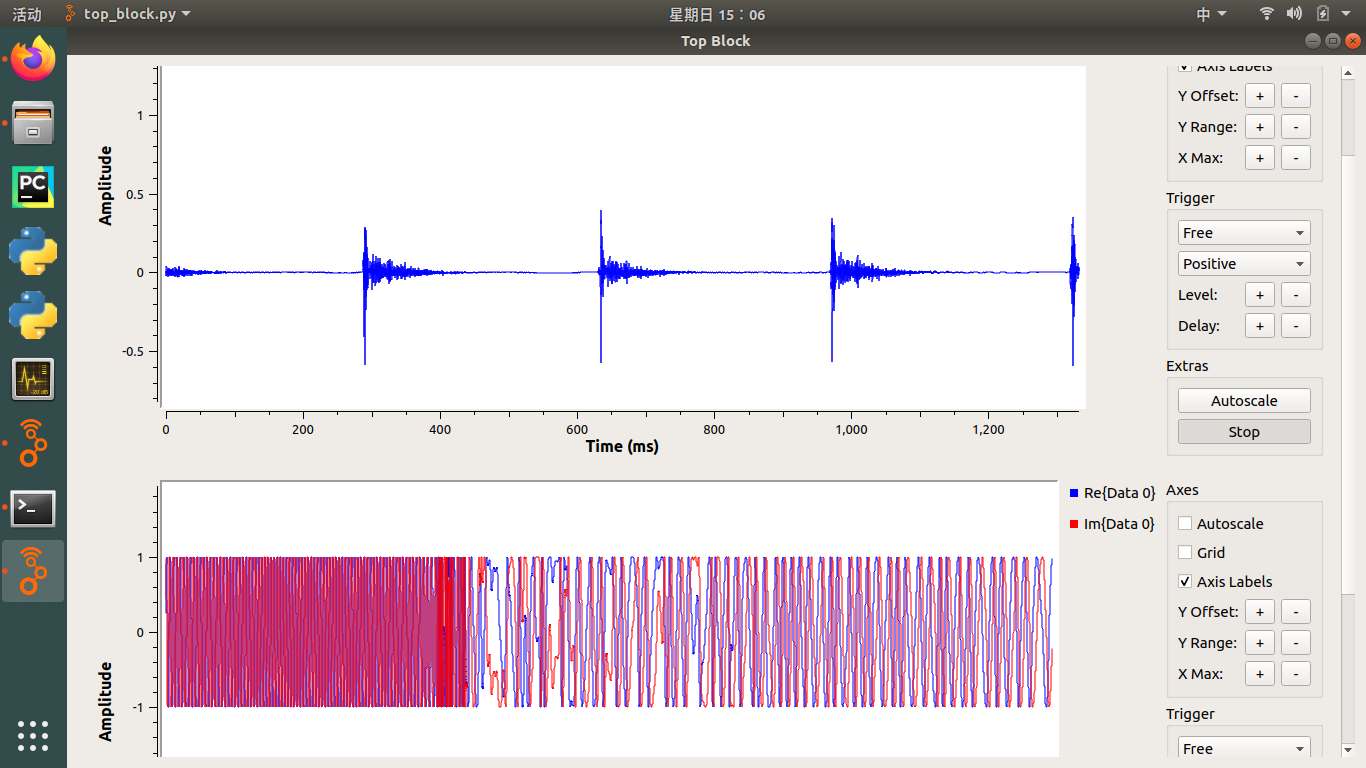 活动
top_block.py
星期日 15：06
中
Top Block
Axis Labels
Y Offset: + -
Y Range: + -
X Max: + -
Trigger
Free
Positive
Level: + -
Delay: + -
Extras
Autoscale
Stop
Amplitude
1
0.5
0
-0.5
0 200 400 600 800 1,000 1,200
Time (ms)
PC
-20 dB
Re{Data 0}
Im{Data 0}
Amplitude
1
0
-1
Axes
Autoscale
Grid
Axis Labels
Y Offset: + -
Y Range: + -
X Max: + -
Trigger
Free